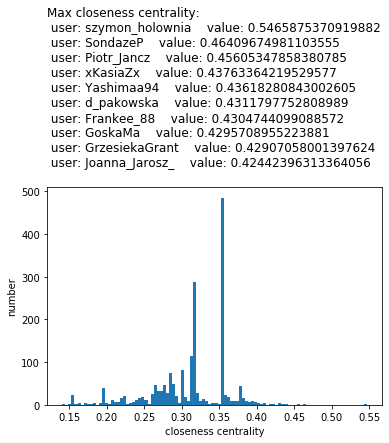 Max closeness centrality:
user: szymon_holownia value: 0.5465875370919882
user: SondazeP value: 0.46409674981103555
user: Piotr_Jancz value: 0.45605347858380785
user: xKasiaZx value: 0.43763364219529577
user: Yashimaa94 value: 0.43618280843002605
user: d_pakowska value: 0.4311797752808989
user: Frankee_88 value: 0.4304744099088572
user: GoskaMa value: 0.4295708955223881
user: GrzesiekaGrant value: 0.42907058001397624
user: Joanna_Jarosz_ value: 0.42442396313364056
500
400
300
200
100
0
number
0.15 0.20 0.25 0.30 0.35 0.40 0.45 0.50 0.55
closeness centrality